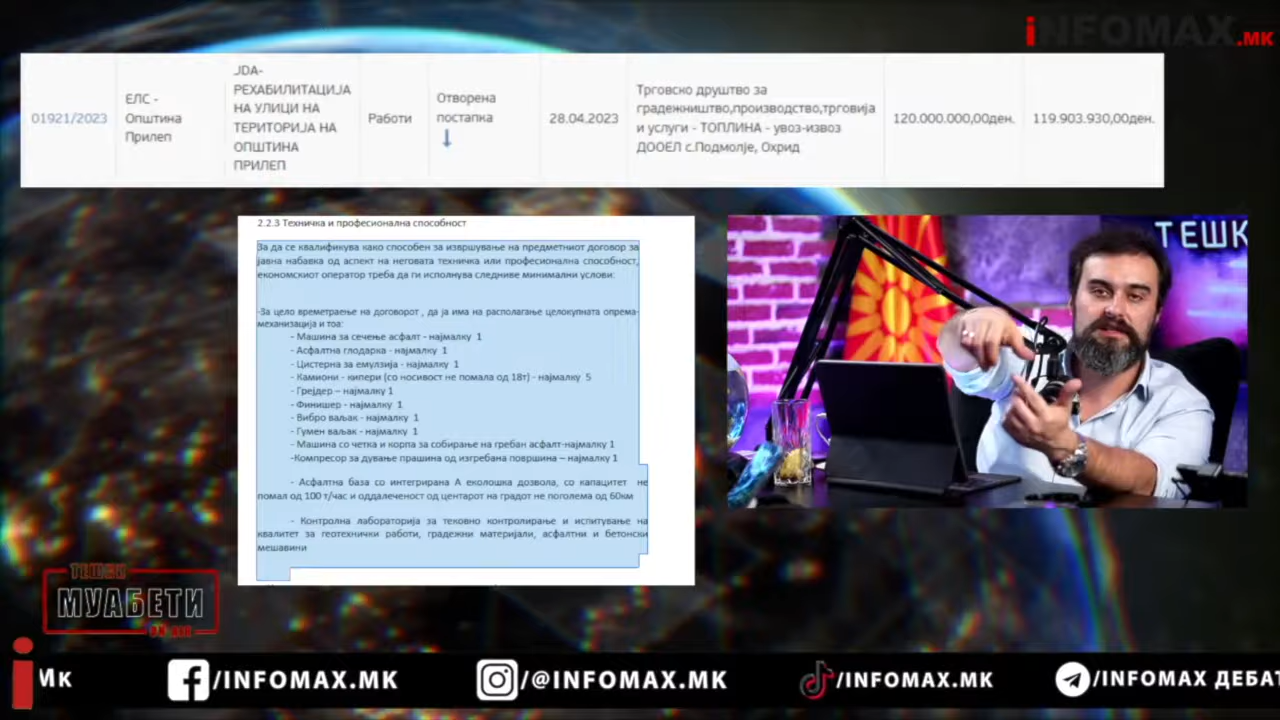 iNFOMAX.MK
01921/2023
ЕЛС -
Општина
Прилеп
JDA-
РЕХАБИЛИТАЦИЈА
НА УЛИЦИ НА
ТЕРИТОРИЈА НА
ОПШТИНА
ПРИЛЕП
Работи
Отворена
постапка
28.04.2023
Трговско друштво за
градежништво,производство,трговија
и услуги - ТОПЛИНА - увоз-извоз
ДООЕЛ с.Подмолје, Охрид
120.000.000,00ден.
119.903.930,00ден.
2.2.3 Техничка и професионална способност
За да се квалификува како способен за извршување на предметниот договор за
јавна набавка од аспект на неговата техничка или професионална способност,
економскиот оператор треба да ги исполнува следниве минимални услови:
-За цело времетраење на договорот , да ја има на располагање целокупната опрема-
механизација и тоа:
- Машина за сечење асфалт - најмалку 1
- Асфалтна глодарка - најмалку 1
- Цистерна за емулзија - најмалку 1
- Камиони - кипери (со носивост не помала од 18т) - најмалку 5
- Грејдер – најмалку 1
- Финишер - најмалку 1
- Вибро ваљак - најмалку 1
- Гумен ваљак - најмалку 1
- Машина со четка и корпа за собирање на гребан асфалт-најмалку 1
-Компресор за дување прашина од изгребана површина – најмалку 1
- Асфалтна база со интегрирана А еколошка дозвола, со капацитет не
помал од 100 т/час и оддалеченост од центарот на градот не поголема од 60км
- Контролна лабораторија за тековно контролирање и испитување на
квалитет за геотехнички работи, градежни материјали, асфалтни и бетонски
мешавини
ТЕШК
ТЕШКИ
МУАБЕТИ
ON AIR
Мк
/INFOMAX.MK
/@INFOMAX.MK
/INFOMAX.MK
/INFOMAX ДЕБАТ